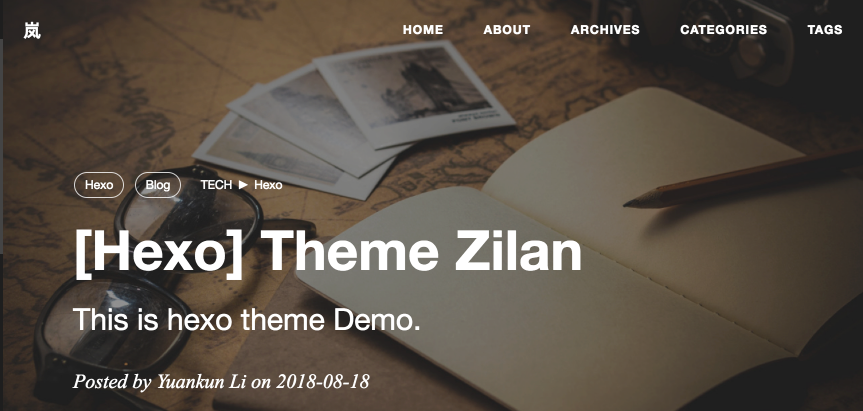 岚
HOME ABOUT ARCHIVES CATEGORIES TAGS
Hexo Blog TECH ▶ Hexo
[Hexo] Theme Zilan
This is hexo theme Demo.
Posted by Yuankun Li on 2018-08-18